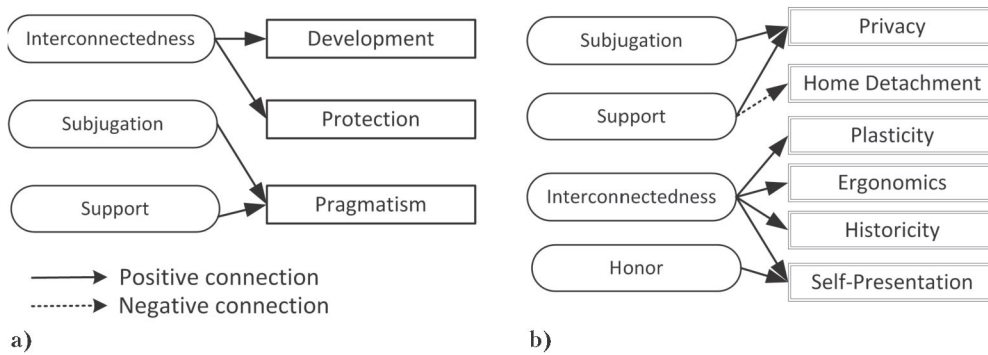 Interconnectedness
Development
Protection
Subjugation
Support
Pragmatism
Positive connection
Negative connection
a)
Subjugation
Privacy
Support
Home Detachment
Plasticity
Interconnectedness
Ergonomics
Historicity
Honor
Self-Presentation
b)